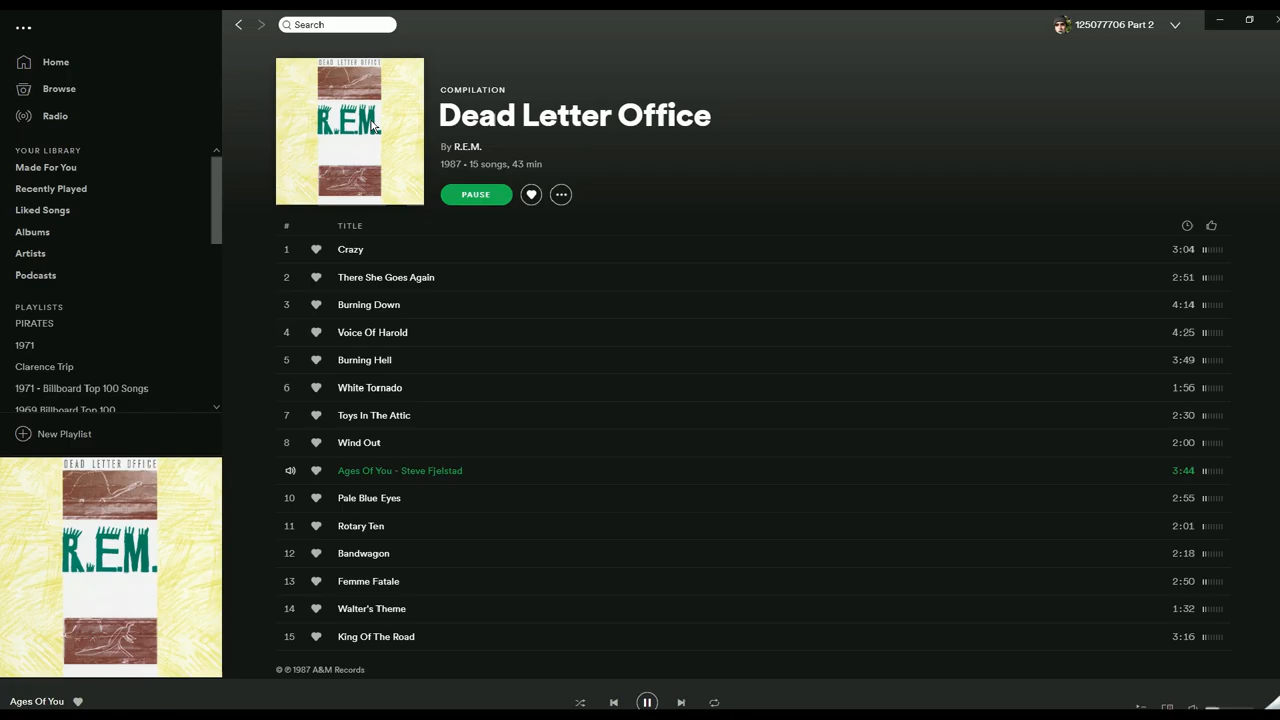 Search
125077706 Part 2
Home
Browse
Radio
YOUR LIBRARY
Made For You
Recently Played
Liked Songs
Albums
Artists
Podcasts
PLAYLISTS
PIRATES
1971
Clarence Trip
1971 - Billboard Top 100 Songs
1969 Billboard Top 100
New Playlist
DEAD LETTER OFFICE
R.E.M.
DEAD LETTER OFFICE
R.E.M.
COMPILATION
Dead Letter Office
By R.E.M.
1987 • 15 songs, 43 min
PAUSE
# TITLE
1 Crazy 3:04
2 There She Goes Again 2:51
3 Burning Down 4:14
4 Voice Of Harold 4:25
5 Burning Hell 3:49
6 White Tornado 1:56
7 Toys In The Attic 2:30
8 Wind Out 2:00
Ages Of You - Steve Fjelstad 3:44
10 Pale Blue Eyes 2:55
11 Rotary Ten 2:01
12 Bandwagon 2:18
13 Femme Fatale 2:50
14 Walter's Theme 1:32
15 King Of The Road 3:16
© ℗ 1987 A&M Records
Ages Of You